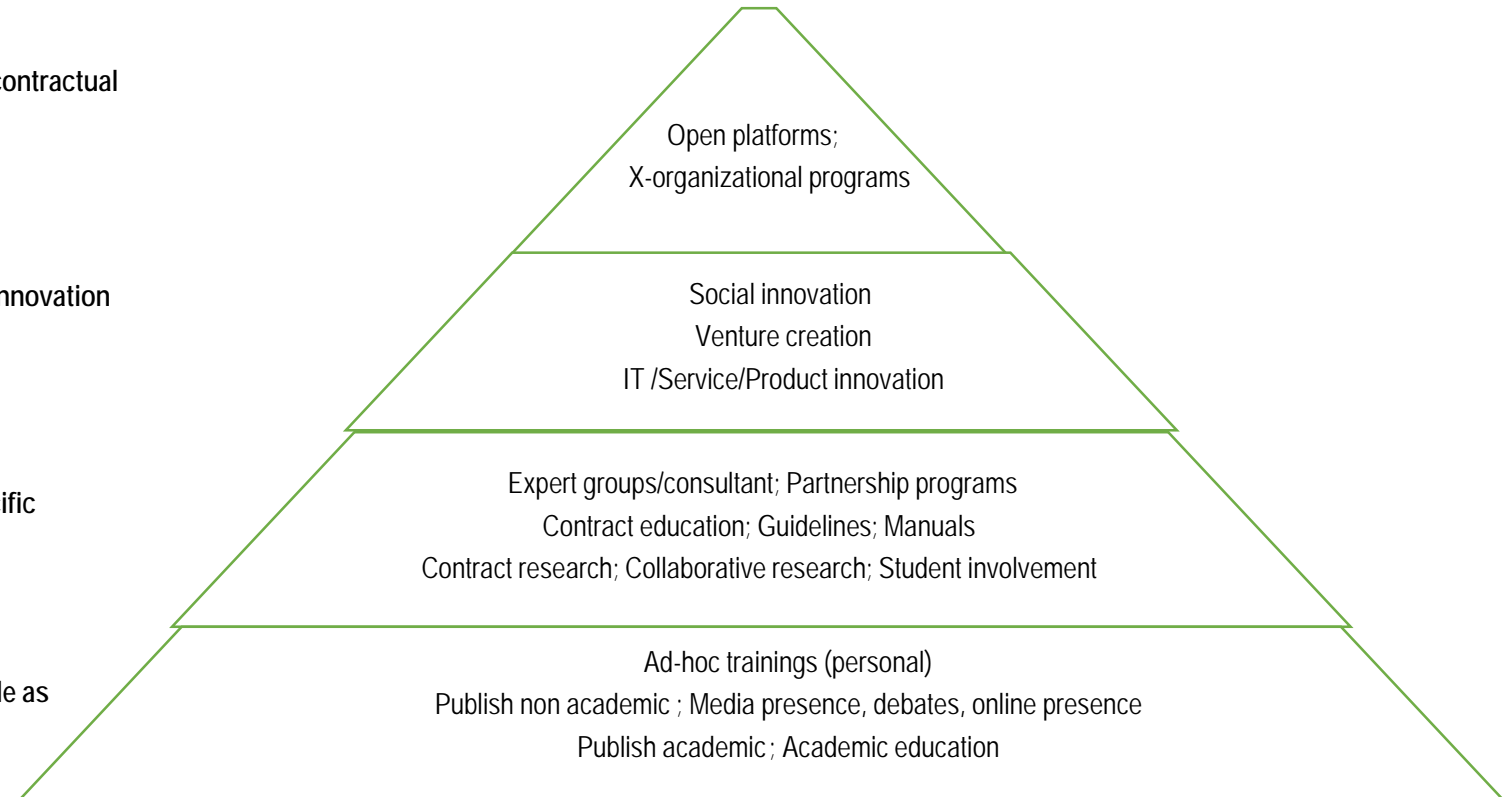 contractual
Open platforms;
X-organizational programs
nnovation
Social innovation
Venture creation
IT /Service/Product innovation
Expert groups/consultant; Partnership programs
cific
Contract education; Guidelines; Manuals
Contract research; Collaborative research; Student involvement
Ad-hoc trainings (personal)
le as
Publish non academic ; Media presence, debates, online presence
Publish academic; Academic education